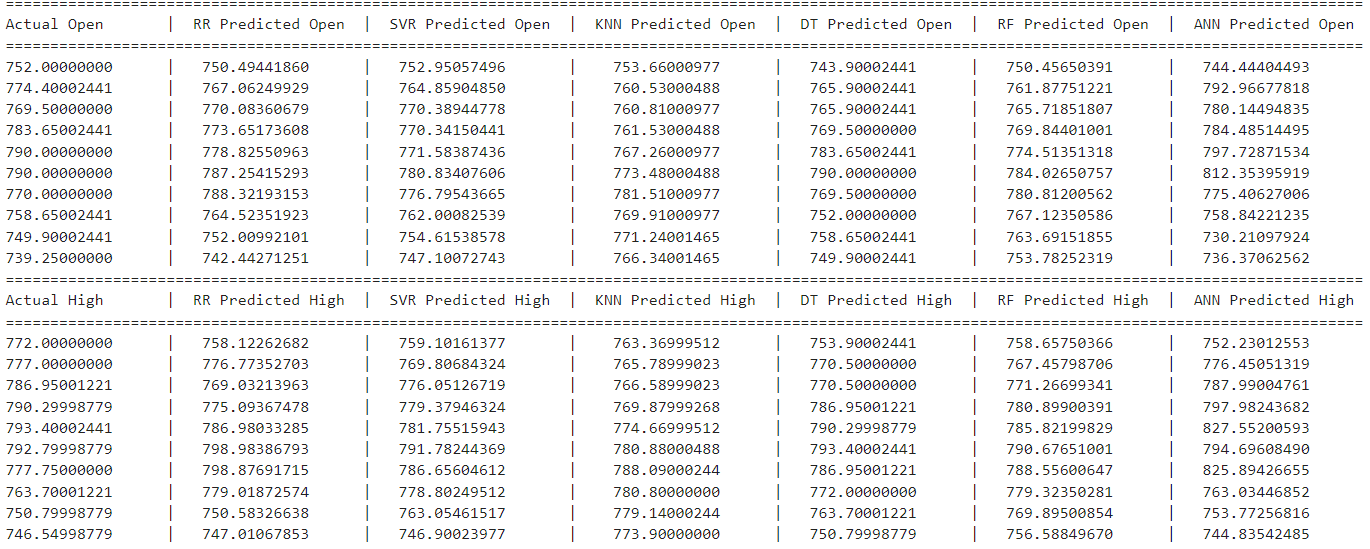 Actual Open | RR Predicted Open | SVR Predicted Open | KNN Predicted Open | DT Predicted Open | RF Predicted Open | ANN Predicted Open
752.00000000 | 750.49441860 | 752.95057496 | 753.66000977 | 743.90002441 | 750.45650391 | 744.44404493
774.40002441 | 767.06249929 | 764.85904850 | 760.53000488 | 765.90002441 | 761.87751221 | 792.96677818
769.50000000 | 770.08360679 | 770.38944778 | 760.81000977 | 765.90002441 | 765.71851807 | 780.14494835
783.65002441 | 773.65173608 | 770.34150441 | 761.53000488 | 769.50000000 | 769.84401001 | 784.48514495
790.00000000 | 778.82550963 | 771.58387436 | 767.26000977 | 783.65002441 | 774.51351318 | 797.72871534
790.00000000 | 787.25415293 | 780.83407606 | 773.48000488 | 790.00000000 | 784.02650757 | 812.35395919
770.00000000 | 788.32193153 | 776.79543665 | 781.51000977 | 769.50000000 | 780.81200562 | 775.40627006
758.65002441 | 764.52351923 | 762.00082539 | 769.91000977 | 752.00000000 | 767.12350586 | 758.84221235
749.90002441 | 752.00992101 | 754.61538578 | 771.24001465 | 758.65002441 | 763.69151855 | 730.21097924
739.25000000 | 742.44271251 | 747.10072743 | 766.34001465 | 749.90002441 | 753.78252319 | 736.37062562
Actual High | RR Predicted High | SVR Predicted High | KNN Predicted High | DT Predicted High | RF Predicted High | ANN Predicted High
772.00000000 | 758.12262682 | 759.10161377 | 763.36999512 | 753.90002441 | 758.65750366 | 752.23012553
777.00000000 | 776.77352703 | 769.80684324 | 765.78999023 | 770.50000000 | 767.45798706 | 776.45051319
786.95001221 | 769.03213963 | 776.05126719 | 766.58999023 | 770.50000000 | 771.26699341 | 787.99004761
790.29998779 | 775.09367478 | 779.37946324 | 769.87999268 | 786.95001221 | 780.89900391 | 797.98243682
793.40002441 | 786.98033285 | 781.75515943 | 774.66999512 | 790.29998779 | 785.82199829 | 827.55200593
792.79998779 | 798.98386793 | 791.78244369 | 780.88000488 | 793.40002441 | 790.67651001 | 794.69608490
777.75000000 | 798.87691715 | 786.65604612 | 788.09000244 | 786.95001221 | 788.55600647 | 825.89426655
763.70001221 | 779.01872574 | 778.80249512 | 780.80000000 | 772.00000000 | 779.32350281 | 763.03446852
750.79998779 | 750.58326638 | 763.05461517 | 779.14000244 | 763.70001221 | 769.89500854 | 753.77256816
746.54998779 | 747.01067853 | 746.90023977 | 773.90000000 | 750.79998779 | 756.58849670 | 744.83542485